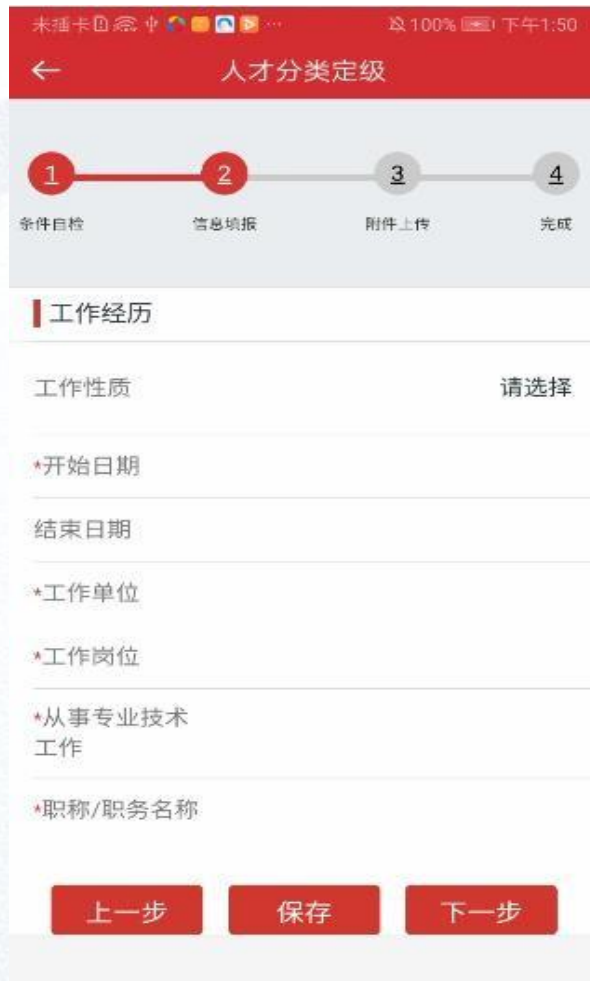 未插卡 100% 下午1:50
人才分类定级
1 2 3 4
条件自检 信息填报 附件上传 完成
工作经历
工作性质 请选择
*开始日期
结束日期
*工作单位
*工作岗位
*从事专业技术
工作
*职称/职务名称
上一步 保存 下一步